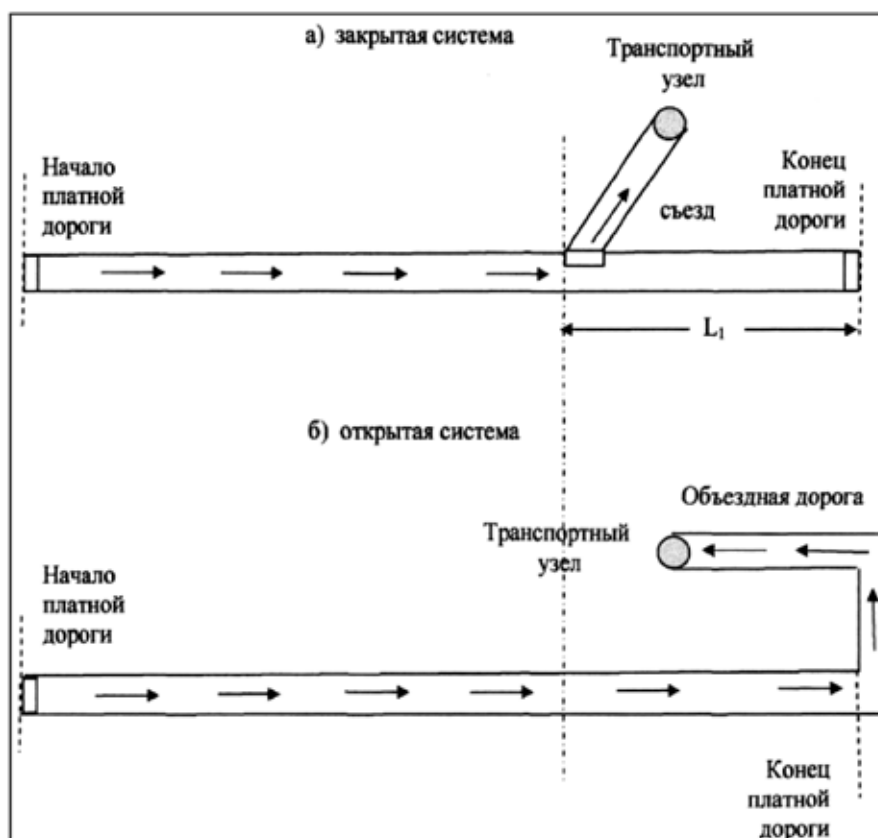 а) закрытая система
Транспортный
узел
Начало
платной
дороги
Конец
платной
дороги
съезд
L₁
б) открытая система
Объездная дорога
Транспортный
узел
Начало
платной
дороги
Конец
платной
дороги